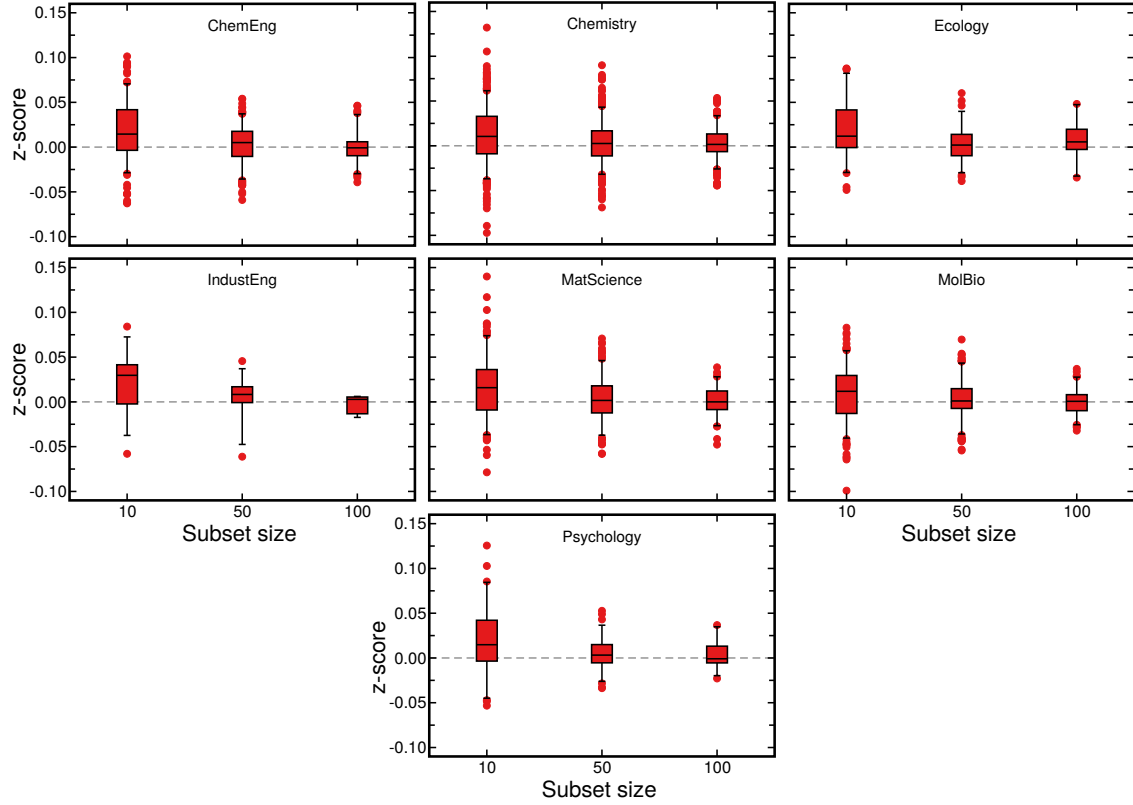 ChemEng
Chemistry
Ecology
z-score
0.15
0.10
0.05
0.00
-0.05
-0.10
IndustEng
MatScience
MolBio
z-score
0.15
0.10
0.05
0.00
-0.05
-0.10
10 50 100
Subset size
10 50 100
Subset size
Psychology
z-score
0.15
0.10
0.05
0.00
-0.05
-0.10
10 50 100
Subset size